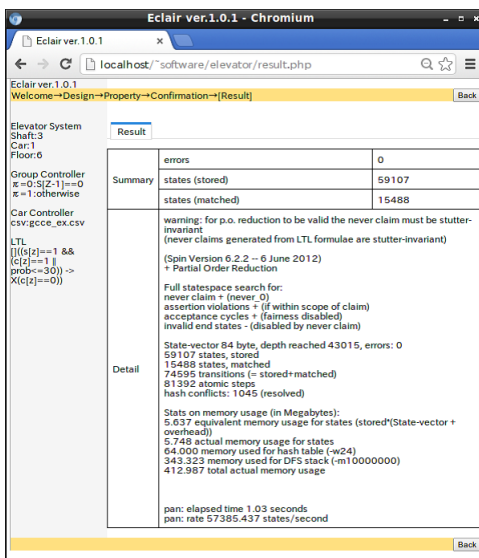 Eclair ver.1.0.1 - Chromium
Eclair ver.1.0.1
localhost/~software/elevator/result.php
Eclair ver.1.0.1
Welcome→Design→Property→Confirmation→[Result]
Back
Elevator System
Shaft:3
Car:1
Floor:6
Group Controller
π=0:S[Z-1]==0
π=1:otherwise
Car Controller
csv:gcce_ex.csv
LTL
[]((s[z]==1 &&
(c[z]==1 ||
prob<=30)) ->
X(c[z]==0))
Result
Summary
errors
0
states (stored)
59107
states (matched)
15488
Detail
warning: for p.o. reduction to be valid the never claim must be stutter-
invariant
(never claims generated from LTL formulae are stutter-invariant)
(Spin Version 6.2.2 -- 6 June 2012)
+ Partial Order Reduction
Full statespace search for:
never claim + (never_0)
assertion violations + (if within scope of claim)
acceptance cycles + (fairness disabled)
invalid end states - (disabled by never claim)
State-vector 84 byte, depth reached 43015, errors: 0
59107 states, stored
15488 states, matched
74595 transitions (= stored+matched)
81392 atomic steps
hash conflicts: 1045 (resolved)
Stats on memory usage (in Megabytes):
5.637 equivalent memory usage for states (stored*(State-vector +
overhead))
5.748 actual memory usage for states
64.000 memory used for hash table (-w24)
343.323 memory used for DFS stack (-m10000000)
412.987 total actual memory usage
pan: elapsed time 1.03 seconds
pan: rate 57385.437 states/second
Back